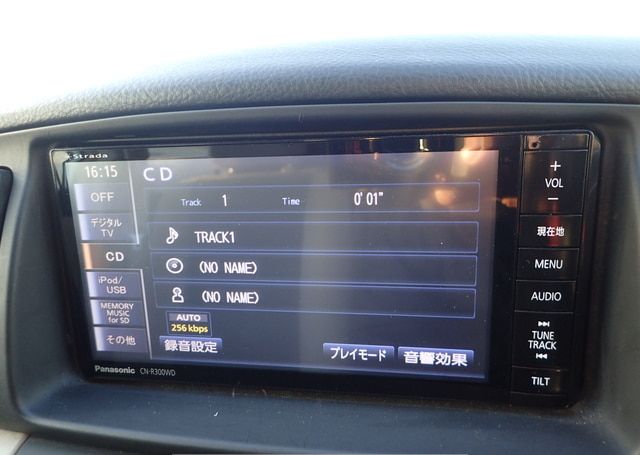 Strada
16:15
CD
OFF
デジタル
TV
CD
iPod/
USB
MEMORY
MUSIC
for SD
その他
Track 1 Time 0'01"
TRACK1
(NO NAME)
(NO NAME)
AUTO
256 kbps
録音設定
プレイモード
音響効果
Panasonic CN-R300WD
+
VOL
−
現在地
MENU
AUDIO
TUNE
TRACK
TILT